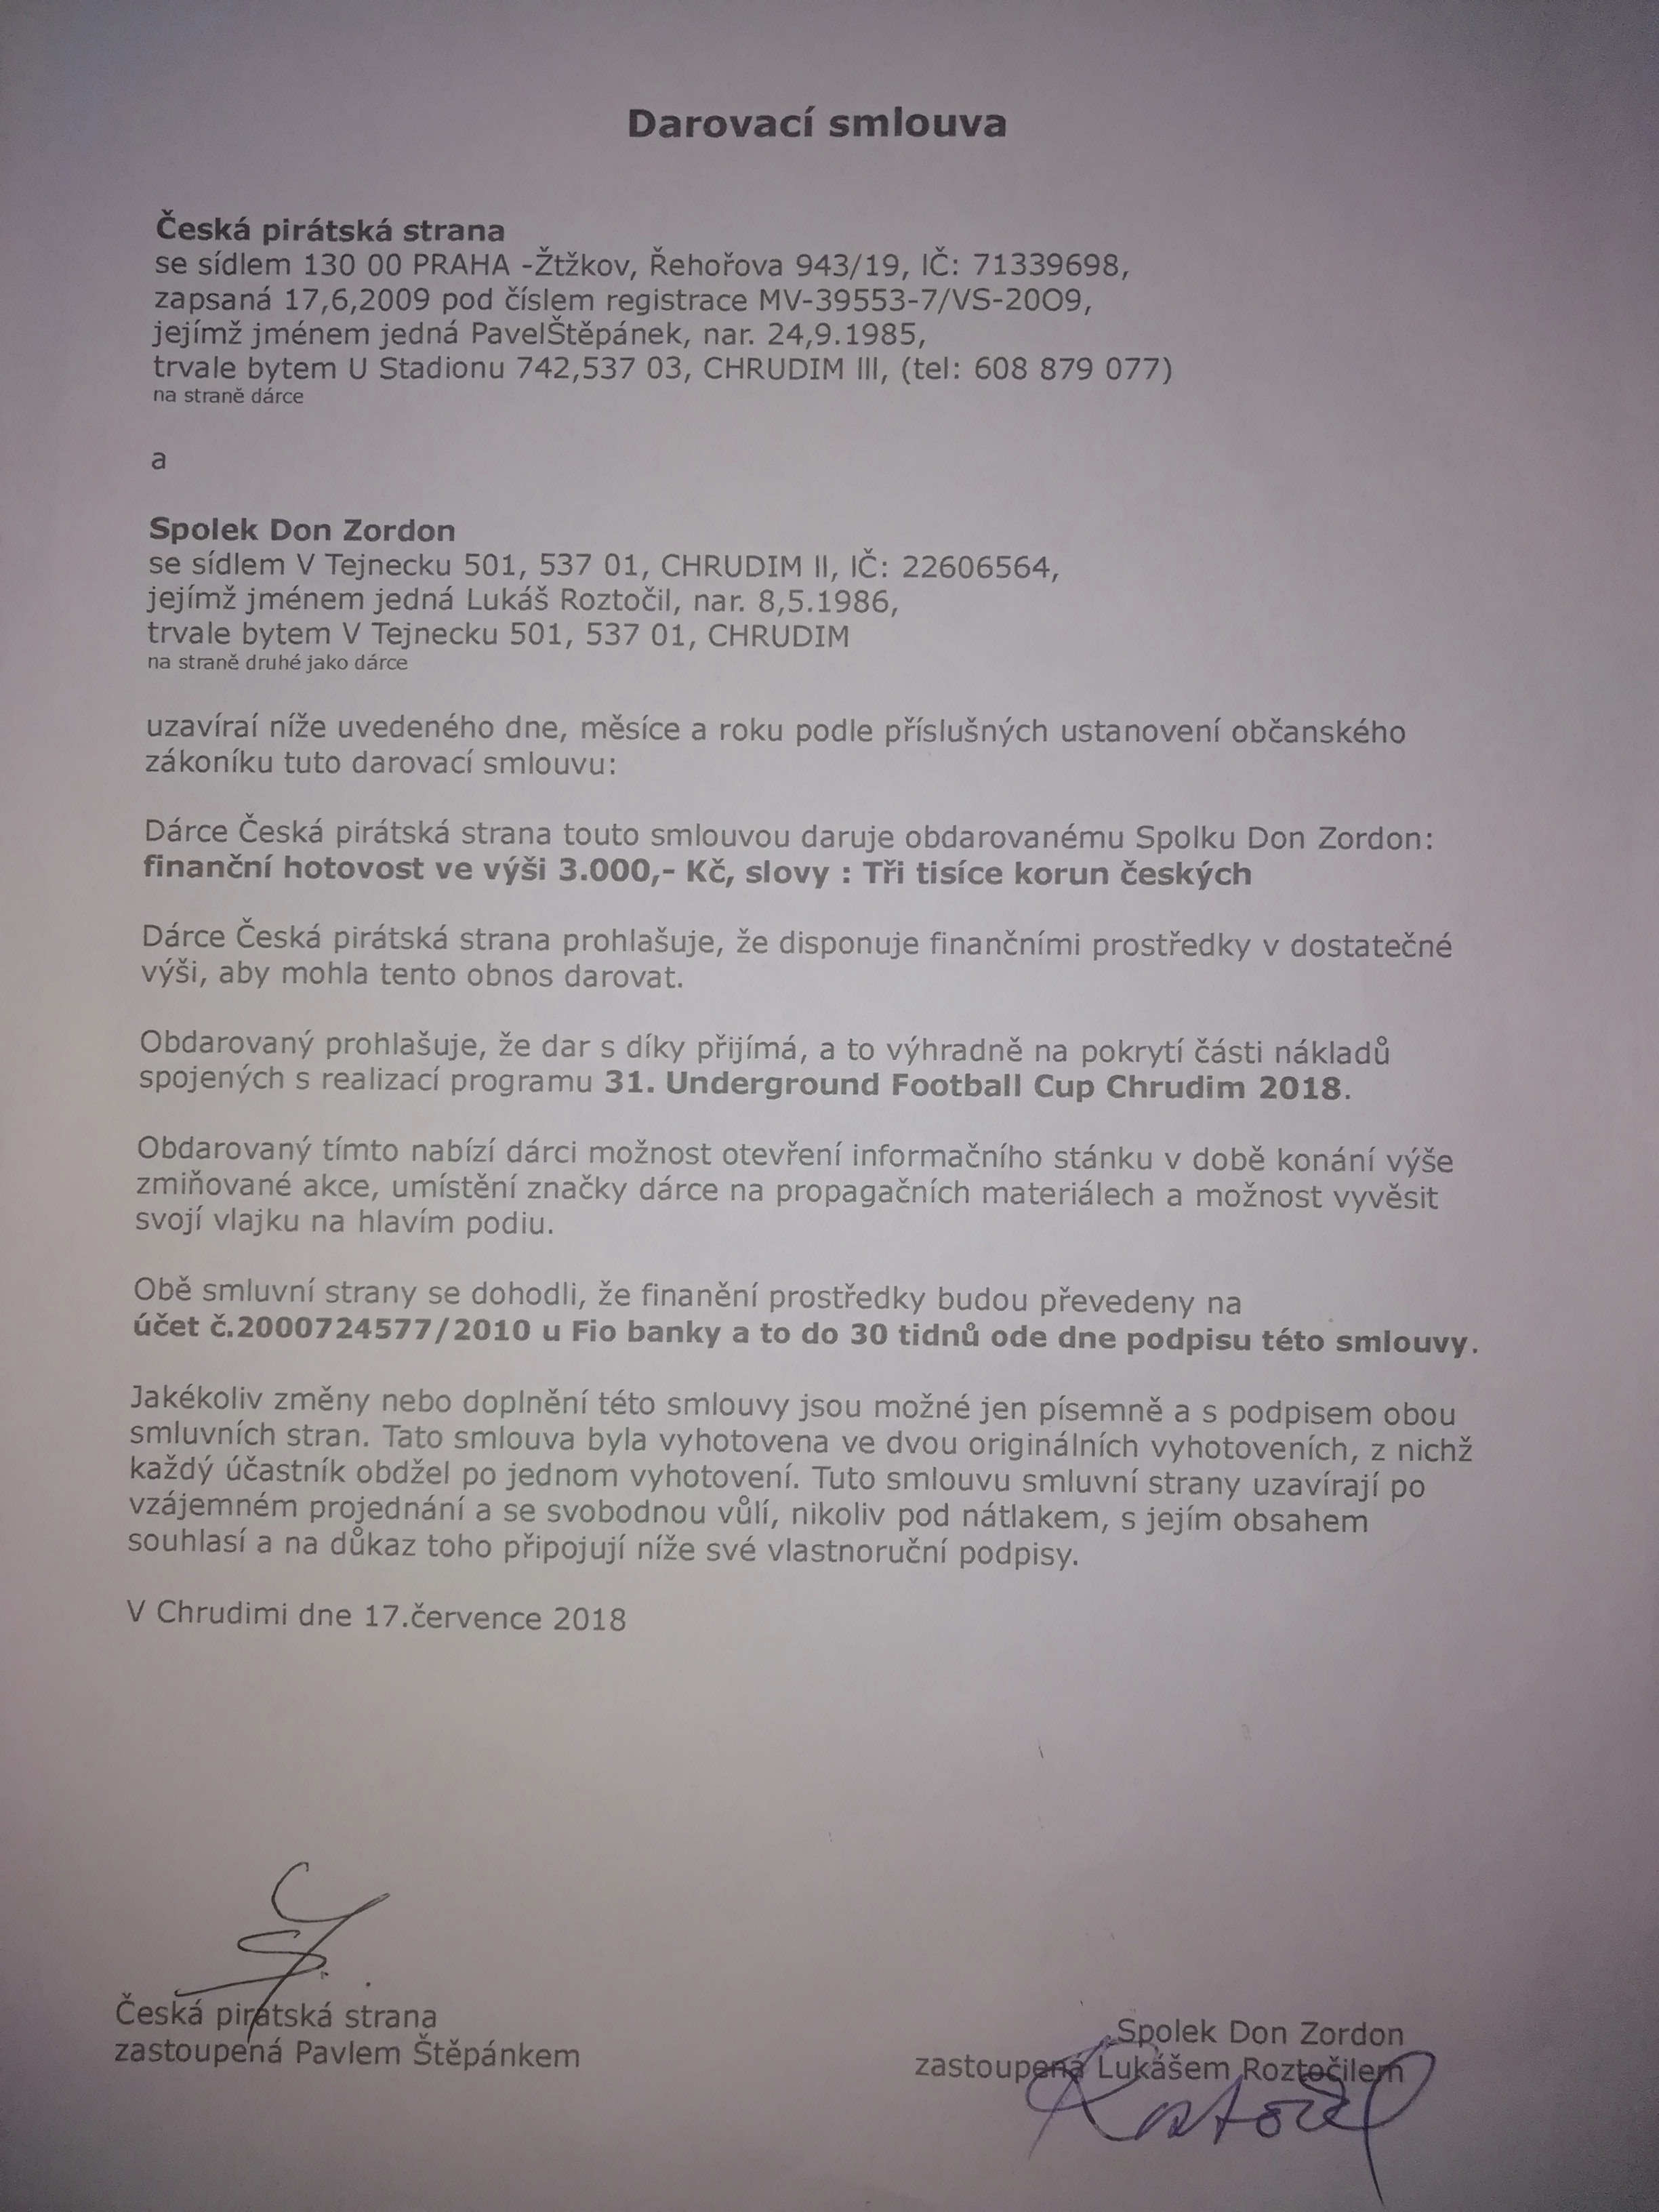 Darovací smlouva
Česká pirátská strana
se sídlem 130 00 PRAHA -Žtžkov, Řehořova 943/19, IČ: 71339698,
zapsaná 17,6,2009 pod číslem registrace MV-39553-7/VS-20O9,
jejímž jménem jedná PavelŠtěpánek, nar. 24,9.1985,
trvale bytem U Stadionu 742,537 03, CHRUDIM III, (tel: 608 879 077)
na straně dárce
a
Spolek Don Zordon
se sídlem V Tejnecku 501, 537 01, CHRUDIM II, IČ: 22606564,
jejímž jménem jedná Lukáš Roztočil, nar. 8,5.1986,
trvale bytem V Tejnecku 501, 537 01, CHRUDIM
na straně druhé jako dárce
uzavíraí níže uvedeného dne, měsíce a roku podle příslušných ustanovení občanského
zákoníku tuto darovací smlouvu:
Dárce Česká pirátská strana touto smlouvou daruje obdarovanému Spolku Don Zordon:
finanční hotovost ve výši 3.000,- Kč, slovy : Tři tisíce korun českých
Dárce Česká pirátská strana prohlašuje, že disponuje finančními prostředky v dostatečné
výši, aby mohla tento obnos darovat.
Obdarovaný prohlašuje, že dar s díky přijímá, a to výhradně na pokrytí části nákladů
spojených s realizací programu 31. Underground Football Cup Chrudim 2018.
Obdarovaný tímto nabízí dárci možnost otevření informačního stánku v době konání výše
zmiňované akce, umístění značky dárce na propagačních materiálech a možnost vyvěsit
svojí vlajku na hlavím podiu.
Obě smluvní strany se dohodli, že finanění prostředky budou převedeny na
účet č.2000724577/2010 u Fio banky a to do 30 tidnů ode dne podpisu této smlouvy.
Jakékoliv změny nebo doplnění této smlouvy jsou možné jen písemně a s podpisem obou
smluvních stran. Tato smlouva byla vyhotovena ve dvou originálních vyhotoveních, z nichž
každý účastník obdžel po jednom vyhotovení. Tuto smlouvu smluvní strany uzavírají po
vzájemném projednání a se svobodnou vůlí, nikoliv pod nátlakem, s jejím obsahem
souhlasí a na důkaz toho připojují níže své vlastnoruční podpisy.
V Chrudimi dne 17.července 2018
Česká pirátská strana
zastoupená Pavlem Štěpánkem
Spolek Don Zordon
zastoupená Lukášem Roztočilem